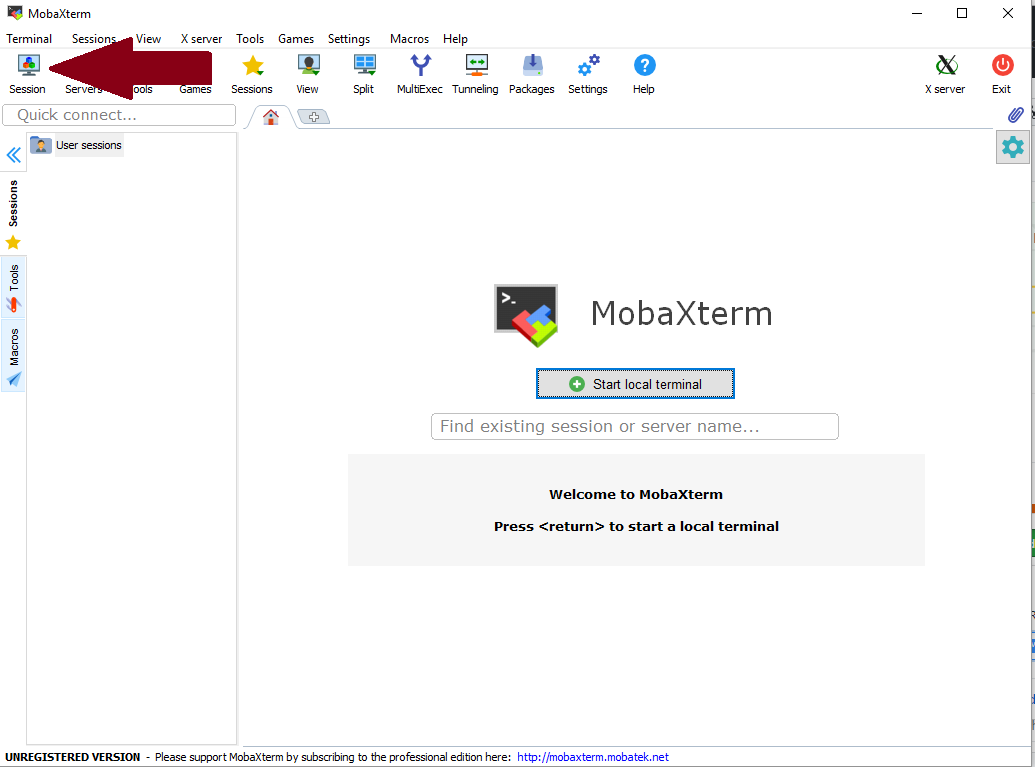 MobaXterm
Terminal Sessions View X server Tools Games Settings Macros Help
Session Servers Tools Games Sessions View Split MultiExec Tunneling Packages Settings Help X server Exit
Quick connect...
User sessions
Sessions
Tools
Macros
MobaXterm
Start local terminal
Find existing session or server name...
Welcome to MobaXterm
Press <return> to start a local terminal
UNREGISTERED VERSION - Please support MobaXterm by subscribing to the professional edition here: http://mobaxterm.mobatek.net